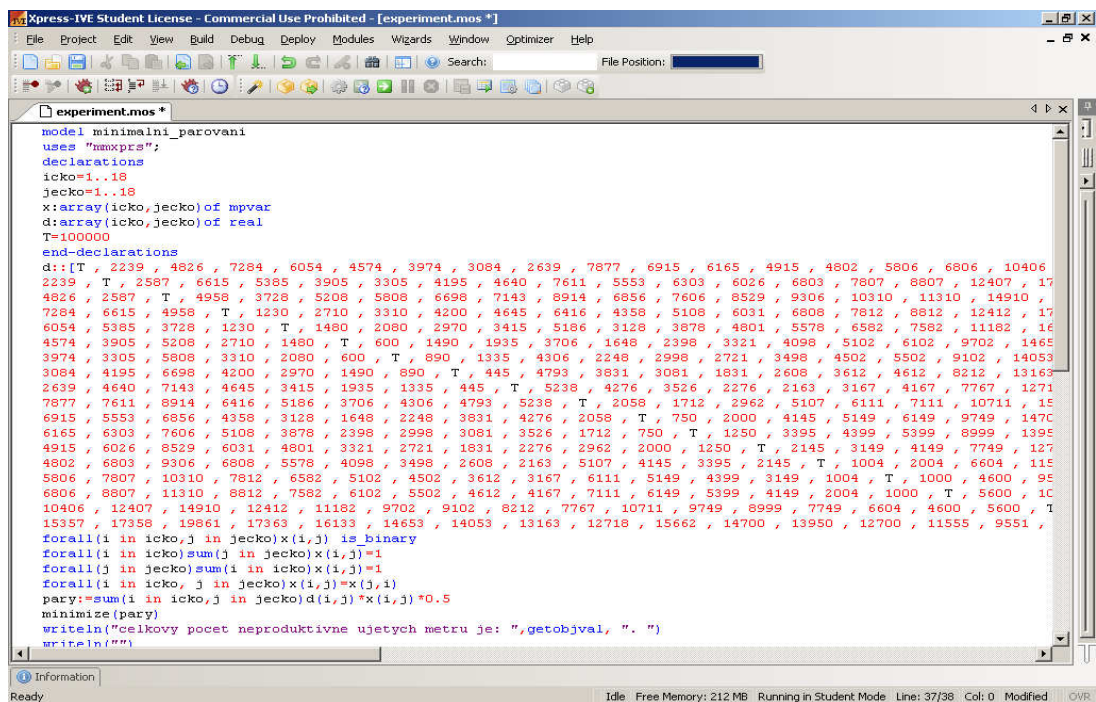 Xpress-IVE Student License - Commercial Use Prohibited - [experiment.mos *]
File Project Edit View Build Debug Deploy Modules Wizards Window Optimizer Help
Search: File Position:
experiment.mos *
model minimalni_parovani
uses "mmxprs";
declarations
icko=1..18
jecko=1..18
x:array(icko,jecko)of mpvar
d:array(icko,jecko)of real
T=100000
end-declarations
d::[T , 2239 , 4826 , 7284 , 6054 , 4574 , 3974 , 3084 , 2639 , 7877 , 6915 , 6165 , 4915 , 4802 , 5806 , 6806 , 10406
2239 , T , 2587 , 6615 , 5385 , 3905 , 3305 , 4195 , 4640 , 7611 , 5553 , 6303 , 6026 , 6803 , 7807 , 8807 , 12407 , 17
4826 , 2587 , T , 4958 , 3728 , 5208 , 5808 , 6698 , 7143 , 8914 , 6856 , 7606 , 8529 , 9306 , 10310 , 11310 , 14910 ,
7284 , 6615 , 4958 , T , 1230 , 2710 , 3310 , 4200 , 4645 , 6416 , 4358 , 5108 , 6031 , 6808 , 7812 , 8812 , 12412 , 17
6054 , 5385 , 3728 , 1230 , T , 1480 , 2080 , 2970 , 3415 , 5186 , 3128 , 3878 , 4801 , 5578 , 6582 , 7582 , 11182 , 16
4574 , 3905 , 5208 , 2710 , 1480 , T , 600 , 1490 , 1935 , 3706 , 1648 , 2398 , 3321 , 4098 , 5102 , 6102 , 9702 , 1465
3974 , 3305 , 5808 , 3310 , 2080 , 600 , T , 890 , 1335 , 4306 , 2248 , 2998 , 2721 , 3498 , 4502 , 5502 , 9102 , 14053
3084 , 4195 , 6698 , 4200 , 2970 , 1490 , 890 , T , 445 , 4793 , 3831 , 3081 , 1831 , 2608 , 3612 , 4612 , 8212 , 13163
2639 , 4640 , 7143 , 4645 , 3415 , 1935 , 1335 , 445 , T , 5238 , 4276 , 3526 , 2276 , 2163 , 3167 , 4167 , 7767 , 1271
7877 , 7611 , 8914 , 6416 , 5186 , 3706 , 4306 , 4793 , 5238 , T , 2058 , 1712 , 2962 , 5107 , 6111 , 7111 , 10711 , 15
6915 , 5553 , 6856 , 4358 , 3128 , 1648 , 2248 , 3831 , 4276 , 2058 , T , 750 , 2000 , 4145 , 5149 , 6149 , 9749 , 1470
6165 , 6303 , 7606 , 5108 , 3878 , 2398 , 2998 , 3081 , 3526 , 1712 , 750 , T , 1250 , 3395 , 4399 , 5399 , 8999 , 1395
4915 , 6026 , 8529 , 6031 , 4801 , 3321 , 2721 , 1831 , 2276 , 2962 , 2000 , 1250 , T , 2145 , 3149 , 4149 , 7749 , 127
4802 , 6803 , 9306 , 6808 , 5578 , 4098 , 3498 , 2608 , 2163 , 5107 , 4145 , 3395 , 2145 , T , 1004 , 2004 , 6604 , 115
5806 , 7807 , 10310 , 7812 , 6582 , 5102 , 4502 , 3612 , 3167 , 6111 , 5149 , 4399 , 3149 , 1004 , T , 1000 , 4600 , 95
6806 , 8807 , 11310 , 8812 , 7582 , 6102 , 5502 , 4612 , 4167 , 7111 , 6149 , 5399 , 4149 , 2004 , 1000 , T , 5600 , 10
10406 , 12407 , 14910 , 12412 , 11182 , 9702 , 9102 , 8212 , 7767 , 10711 , 9749 , 8999 , 7749 , 6604 , 4600 , 5600 , T
15357 , 17358 , 19861 , 17363 , 16133 , 14653 , 14053 , 13163 , 12718 , 15662 , 14700 , 13950 , 12700 , 11555 , 9551 ,
forall(i in icko,j in jecko)x(i,j) is_binary
forall(i in icko)sum(j in jecko)x(i,j)=1
forall(j in jecko)sum(i in icko)x(i,j)=1
forall(i in icko, j in jecko)x(i,j)=x(j,i)
pary:=sum(i in icko,j in jecko)d(i,j)*x(i,j)*0.5
minimize(pary)
writeln("celkovy pocet neproduktivne ujetych metru je: ",getobjval, ". ")
writeln("")
Information
Ready Idle Free Memory: 212 MB Running in Student Mode Line: 37/38 Col: 0 Modified OVR